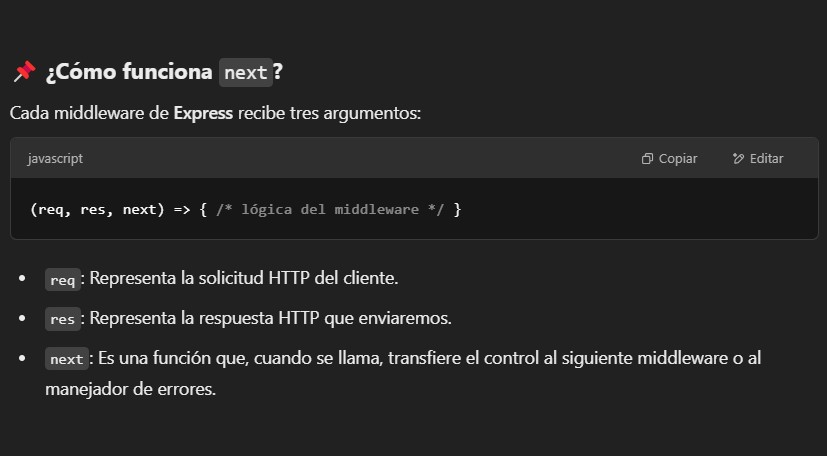 📌 ¿Cómo funciona next?
Cada middleware de Express recibe tres argumentos:
javascript Copiar Editar
(req, res, next) => { /* lógica del middleware */ }
• req: Representa la solicitud HTTP del cliente.
• res: Representa la respuesta HTTP que enviaremos.
• next: Es una función que, cuando se llama, transfiere el control al siguiente middleware o al
manejador de errores.